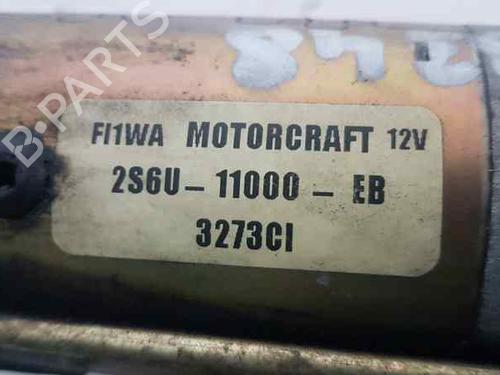 B-Parts
FI1WA MOTORCRAFT 12V
2S6U-11000-EB
3273CI